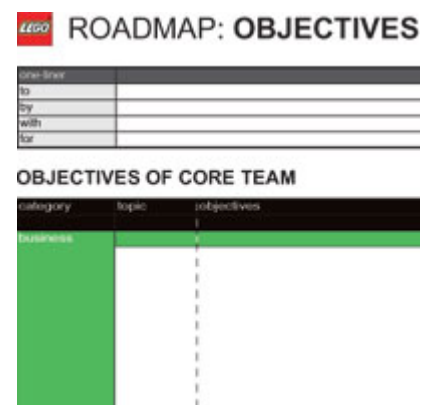 LEGO ROADMAP: OBJECTIVES
one-liner
to
by
with
for
OBJECTIVES OF CORE TEAM
category topic objectives
business